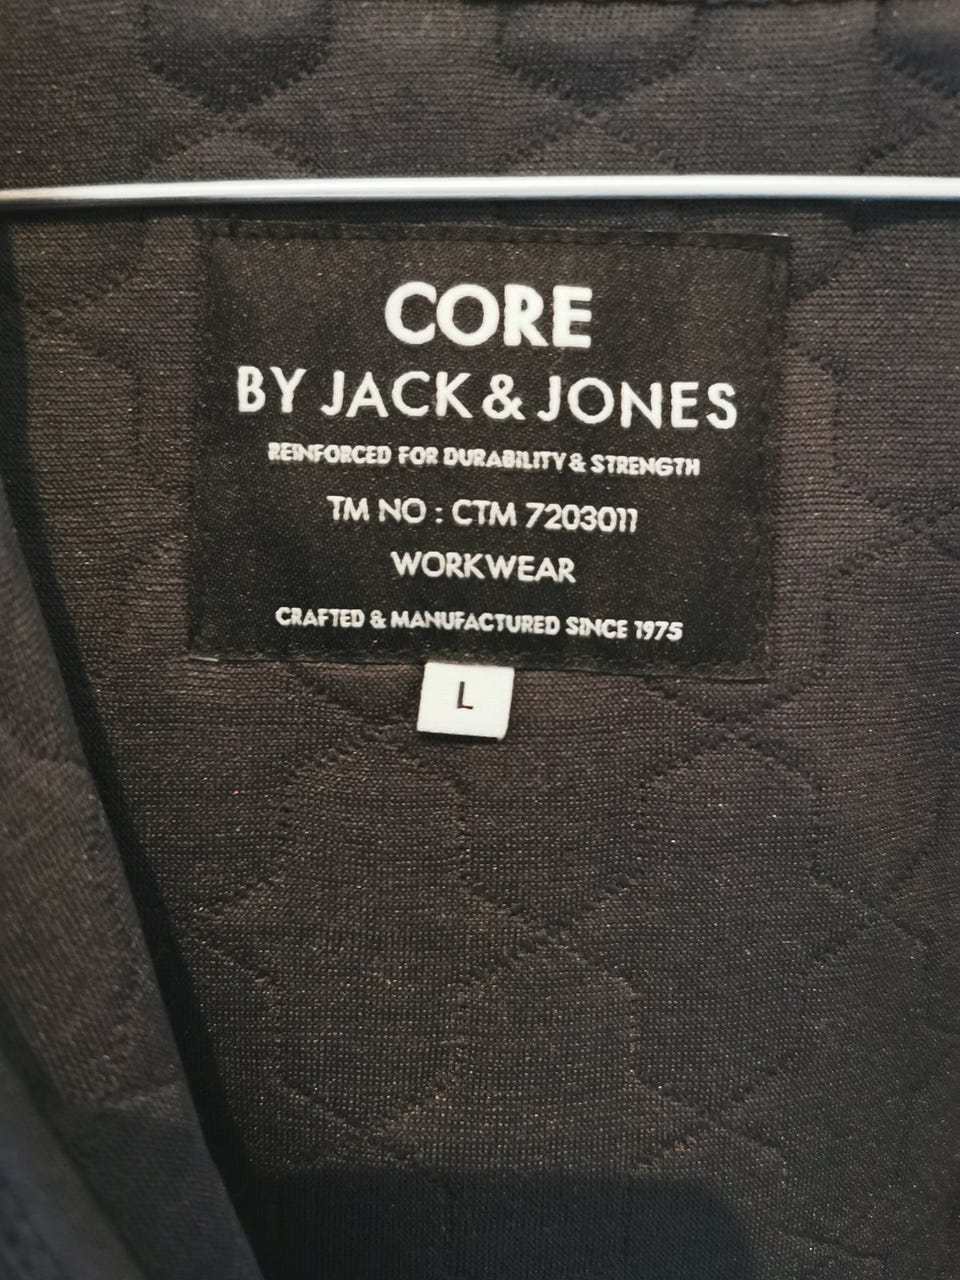 CORE
BY JACK & JONES
REINFORCED FOR DURABILITY & STRENGTH
TM NO : CTM 7203011
WORKWEAR
CRAFTED & MANUFACTURED SINCE 1975
L